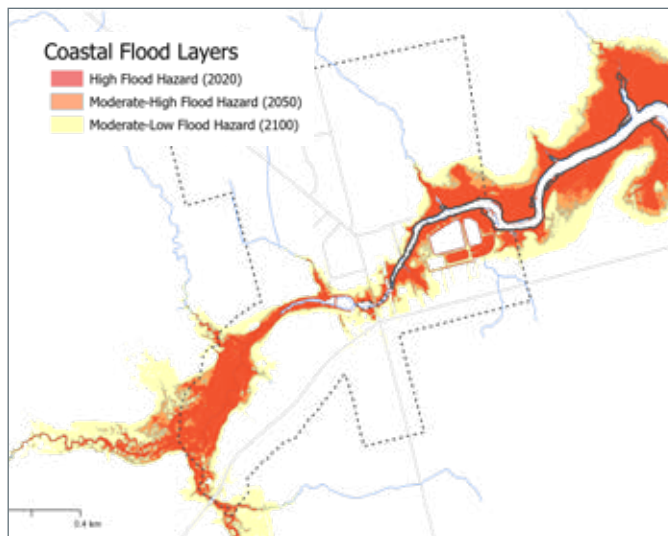 Coastal Flood Layers
High Flood Hazard (2020)
Moderate-High Flood Hazard (2050)
Moderate-Low Flood Hazard (2100)
0.4 km